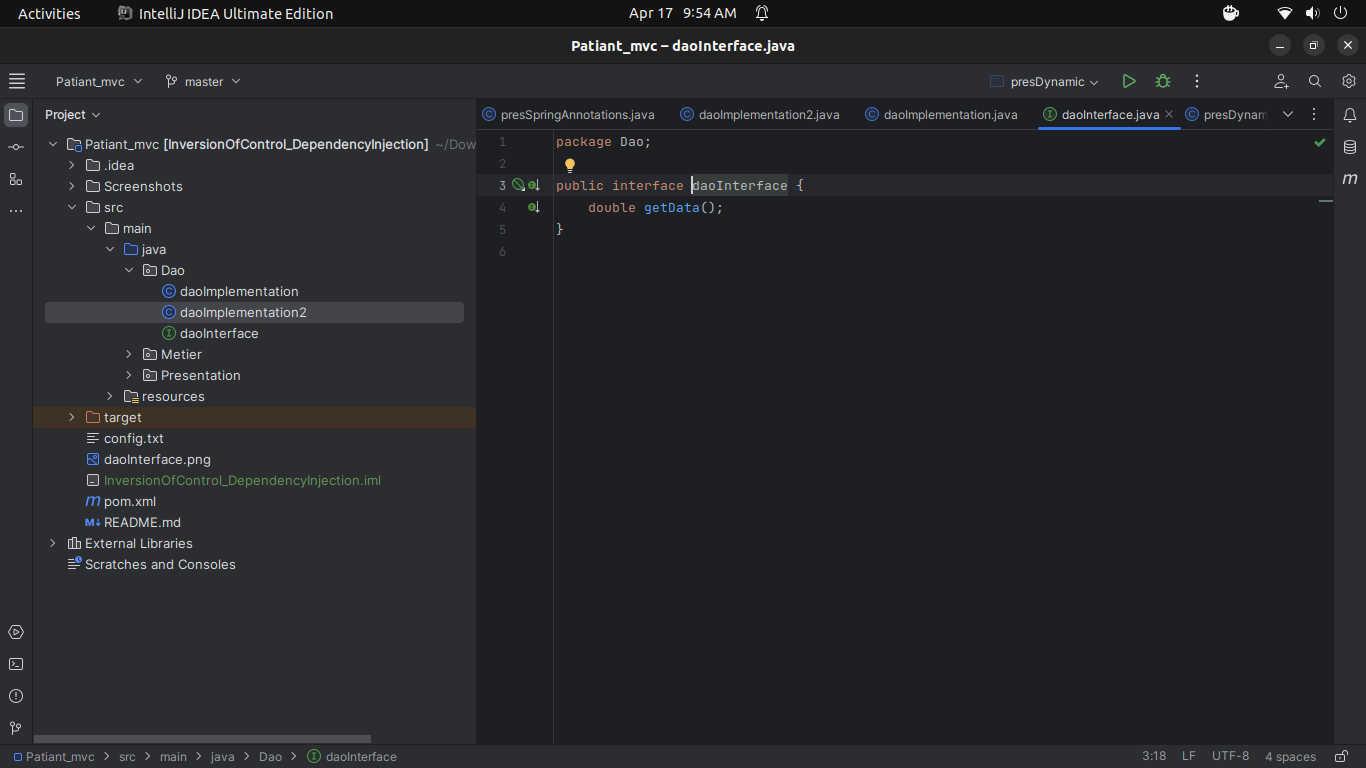 Activities IntelliJ IDEA Ultimate Edition Apr 17 9:54 AM
Patiant_mvc – daoInterface.java
Patiant_mvc master presDynamic
Project
presSpringAnnotations.java daoImplementation2.java daoImplementation.java daoInterface.java presDynam
Patiant_mvc [InversionOfControl_DependencyInjection] ~/Dow
.idea
Screenshots
src
main
java
Dao
daoImplementation
daoImplementation2
daoInterface
Metier
Presentation
resources
target
config.txt
daoInterface.png
InversionOfControl_DependencyInjection.iml
pom.xml
README.md
External Libraries
Scratches and Consoles
1 package Dao;
2
3 public interface daoInterface {
4 double getData();
5 }
6
Patiant_mvc > src > main > java > Dao > daoInterface
3:18 LF UTF-8 4 spaces